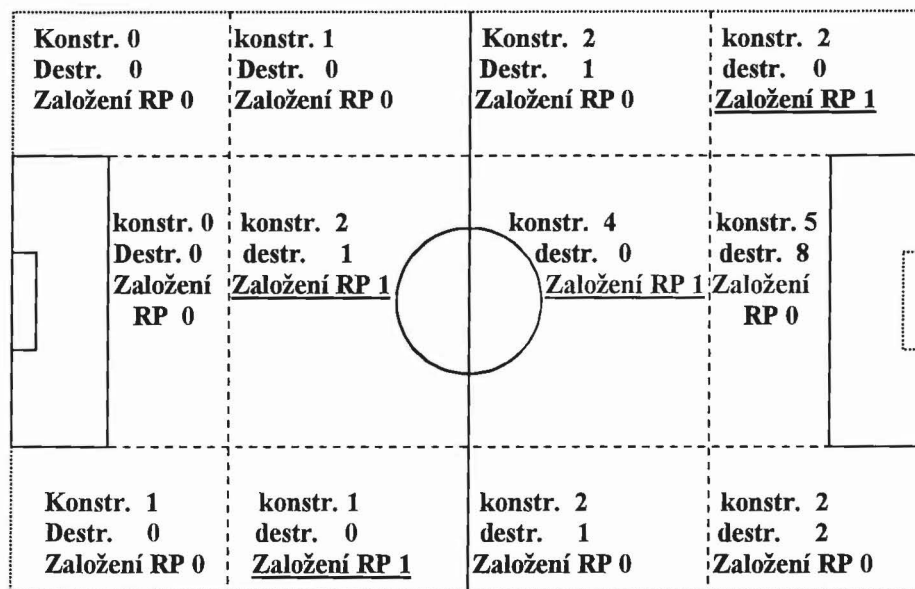 Konstr. 0
Destr. 0
Založení RP 0
konstr. 1
Destr. 0
Založení RP 0
Konstr. 2
Destr. 1
Založení RP 0
konstr. 2
destr. 0
Založení RP 1
konstr. 0
Destr. 0
Založení
RP 0
konstr. 2
destr. 1
Založení RP 1
konstr. 4
destr. 0
Založení RP 1
konstr. 5
destr. 8
Založení
RP 0
Konstr. 1
Destr. 0
Založení RP 0
konstr. 1
destr. 0
Založení RP 1
konstr. 2
destr. 1
Založení RP 0
konstr. 2
destr. 2
Založení RP 0